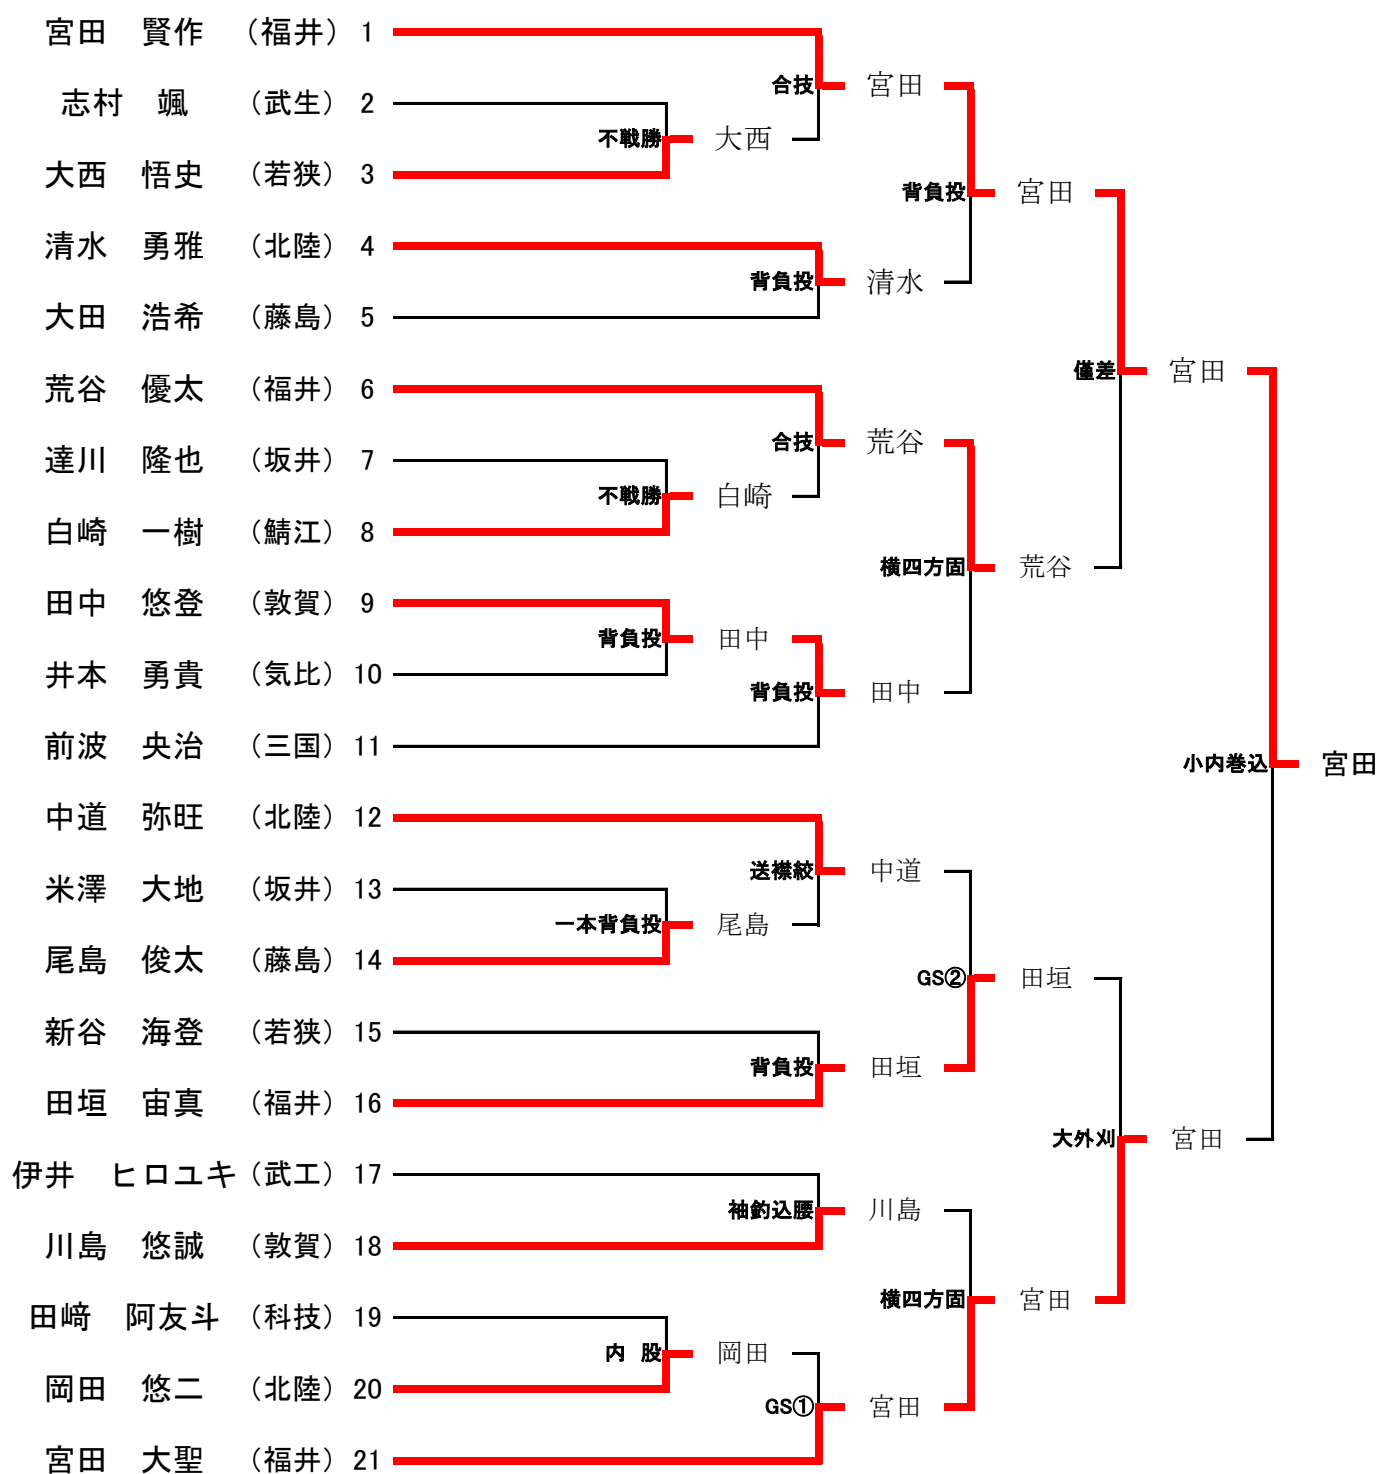 宮田　賢作　（福井） 1
志村　颯　（武生） 2
大西　悟史　（若狭） 3
清水　勇雅　（北陸） 4
大田　浩希　（藤島） 5
荒谷　優太　（福井） 6
達川　隆也　（坂井） 7
白崎　一樹　（鯖江） 8
田中　悠登　（敦賀） 9
井本　勇貴　（気比） 10
前波　央治　（三国） 11
中道　弥旺　（北陸） 12
米澤　大地　（坂井） 13
尾島　俊太　（藤島） 14
新谷　海登　（若狭） 15
田垣　宙真　（福井） 16
伊井　ヒロユキ（武工） 17
川島　悠誠　（敦賀） 18
田﨑　阿友斗　（科技） 19
岡田　悠二　（北陸） 20
宮田　大聖　（福井） 21
不戦勝 大西
不戦勝 白崎
背負投 田中
一本背負投 尾島
内　股 岡田
合技 宮田
背負投 清水
合技 荒谷
背負投 田中
送襟絞 中道
背負投 田垣
袖釣込腰 川島
GS① 宮田
背負投 宮田
横四方固 荒谷
GS② 田垣
横四方固 宮田
僅差 宮田
大外刈 宮田
小内巻込 宮田